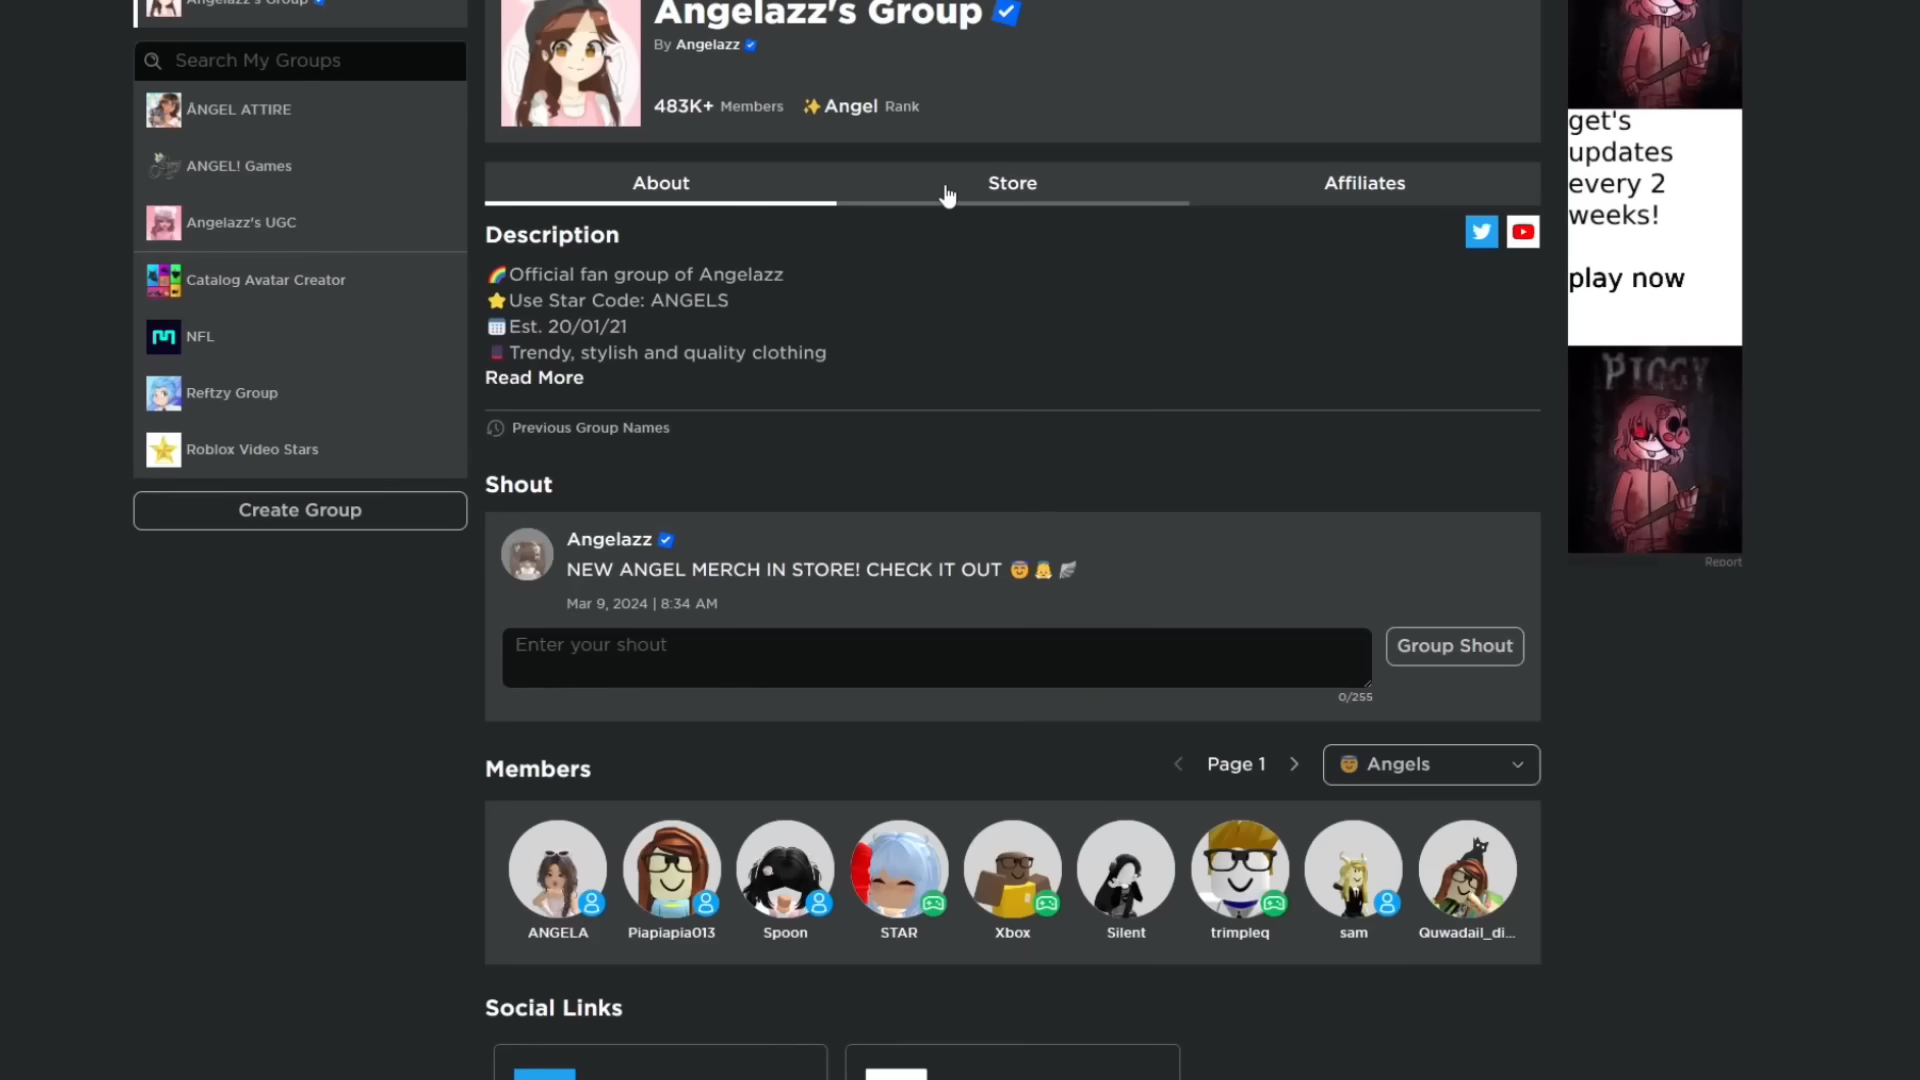 Angelazz's Group
Search My Groups
ÅNGEL ATTIRE
ANGEL! Games
Angelazz's UGC
Catalog Avatar Creator
NFL
Reftzy Group
Roblox Video Stars
Create Group
Angelazz's Group
By Angelazz
483K+ Members ✨Angel Rank
About Store Affiliates
Description
🌈Official fan group of Angelazz
⭐Use Star Code: ANGELS
Est. 20/01/21
Trendy, stylish and quality clothing
Read More
Previous Group Names
Shout
Angelazz
NEW ANGEL MERCH IN STORE! CHECK IT OUT
Mar 9, 2024 | 8:34 AM
Enter your shout
Group Shout
0/255
Members
Page 1
Angels
ANGELA Piapiapia013 Spoon STAR Xbox Silent trimpleq sam Quwadail_di...
Social Links
get's
updates
every 2
weeks!
play now
PIGGY
Report